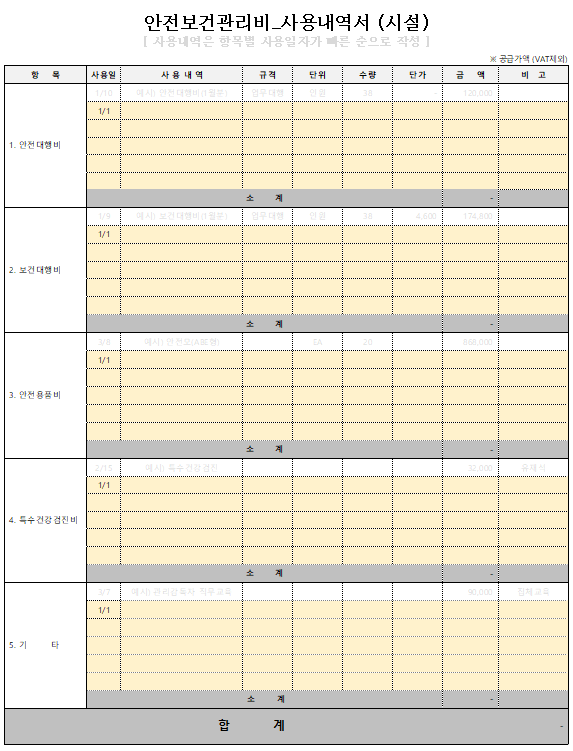 안전보건관리비_사용내역서 (시설)
[ 사용내역은 항목별 사용일자가 빠른 순으로 작성 ]
※ 공급가액 (VAT제외)
항 목 사용일 사 용 내 역 규격 단위 수량 단가 금 액 비 고
1/10 예시) 안전대행비(1월분) 업무대행 인원 38 - 120,000
1/1
1. 안전대행비
소 계 -
1/9 예시) 보건대행비(1월분) 업무대행 인원 38 4,600 174,800
1/1
2. 보건대행비
소 계 -
3/8 예시) 안전모(ABE형) EA 20 868,000
1/1
3. 안전용품비
소 계 -
2/15 예시) 특수건강검진 32,000
1/1
4. 특수건강검진비
소 계 -
3/7 예시) 관리감독자 직무교육 90,000 집체교육
1/1
5. 기 타
소 계 -
합 계 -